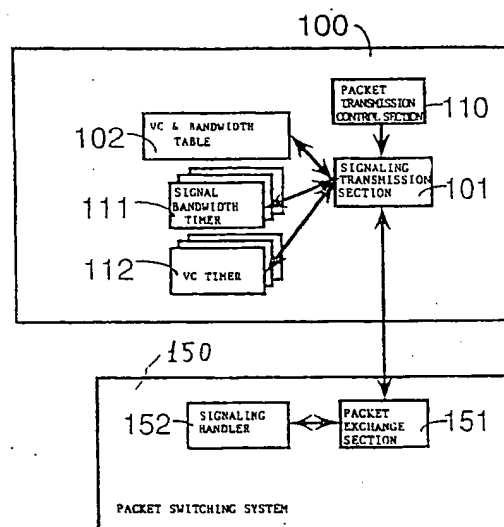 100
PACKET
TRANSMISSION
CONTROL SECTION
110
VC & BANDWIDTH
TABLE
102
SIGNALING
TRANSMISSION
SECTION
101
111
SIGNAL
BANDWIDTH
TIMER
112
VC TIMER
150
152
SIGNALING
HANDLER
PACKET
EXCHANGE
SECTION
151
PACKET SWITCHING SYSTEM